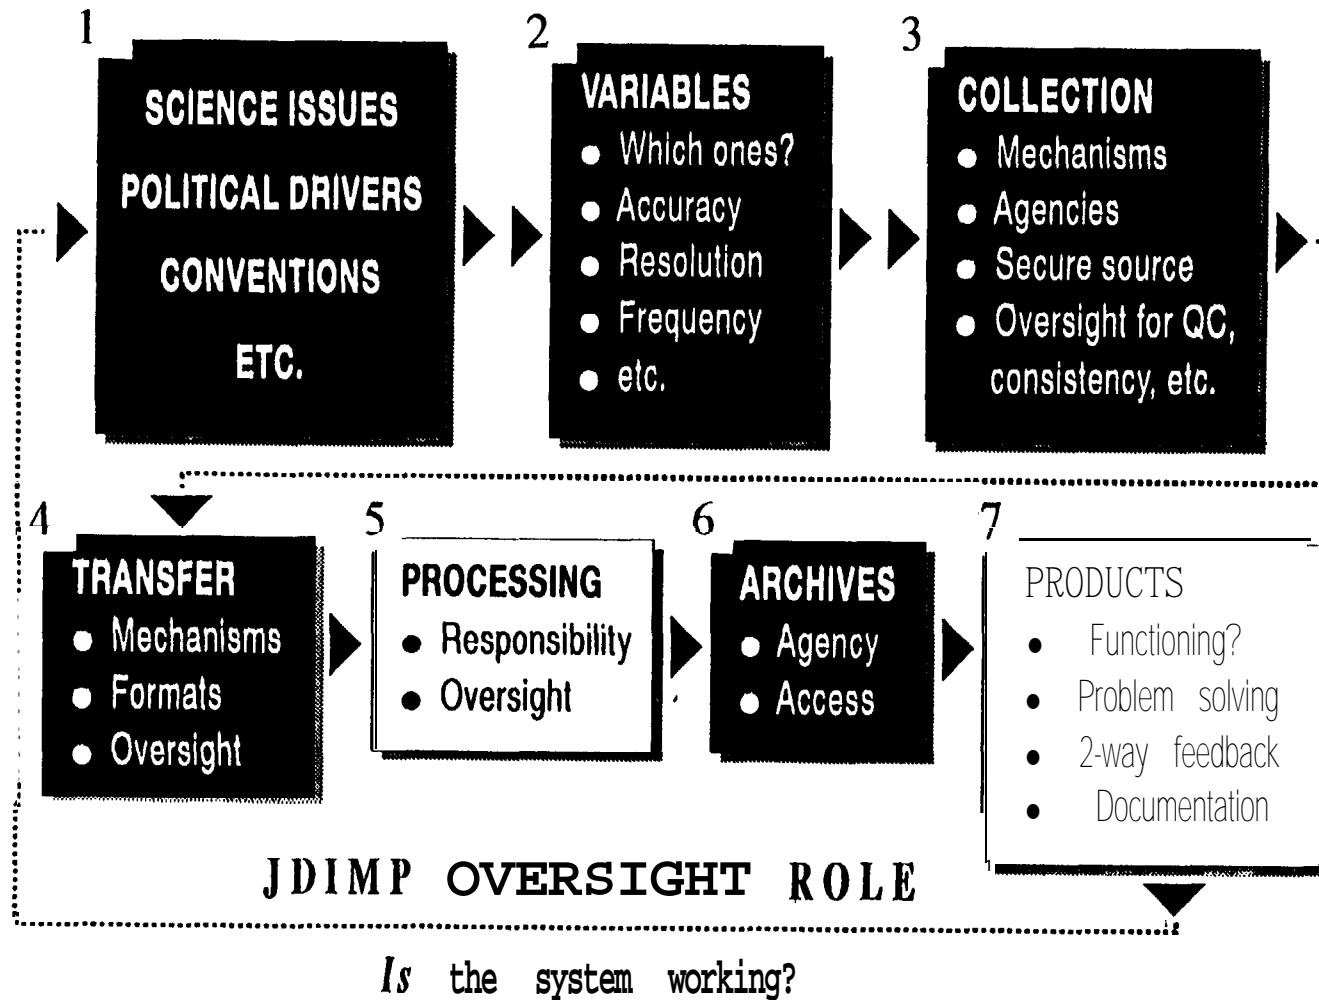 1
SCIENCE ISSUES
POLITICAL DRIVERS
CONVENTIONS
ETC.
2
VARIABLES
● Which ones?
● Accuracy
● Resolution
● Frequency
● etc.
3
COLLECTION
● Mechanisms
● Agencies
● Secure source
● Oversight for QC,
consistency, etc.
4
TRANSFER
● Mechanisms
● Formats
● Oversight
5
PROCESSING
● Responsibility
● Oversight
6
ARCHIVES
● Agency
● Access
7
PRODUCTS
● Functioning?
● Problem solving
● 2-way feedback
● Documentation
JDIMP OVERSIGHT ROLE
Is the system working?